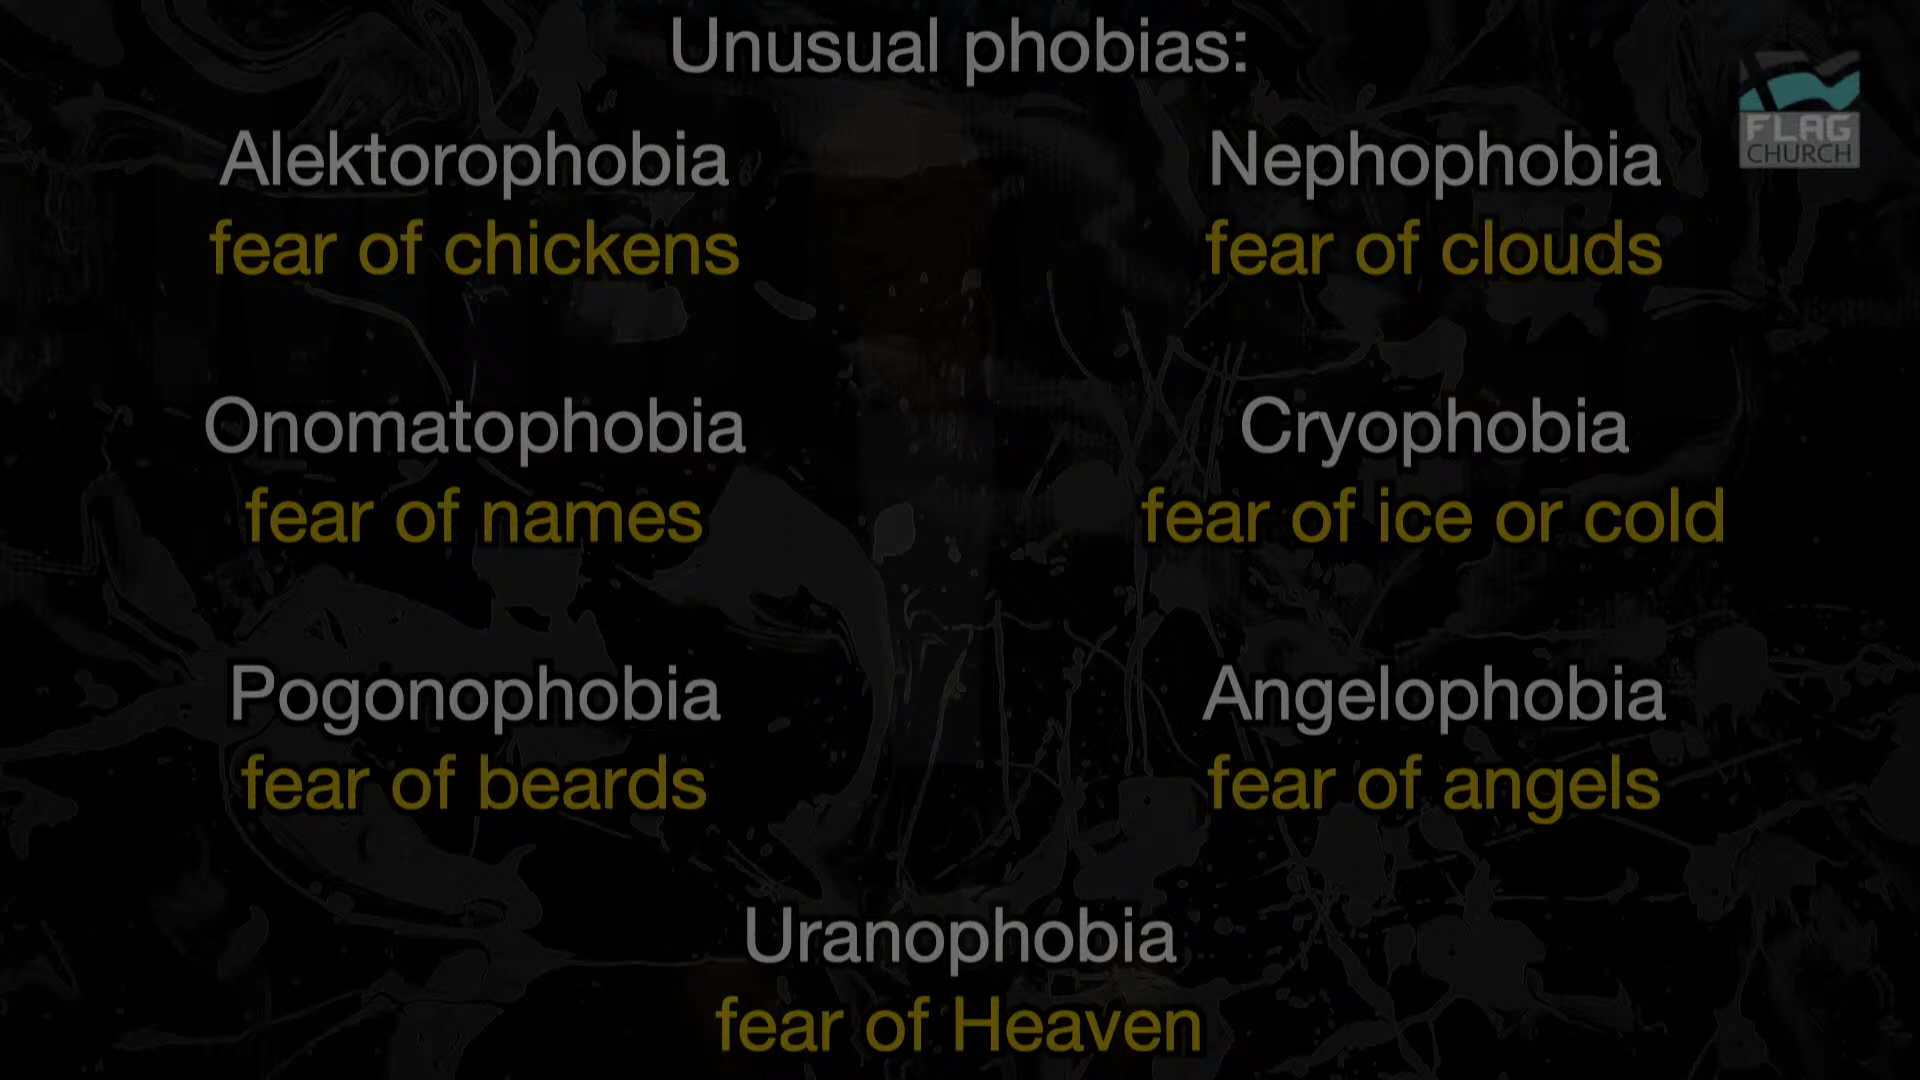 Unusual phobias:
FLAG
CHURCH
Alektorophobia
fear of chickens
Nephophobia
fear of clouds
Onomatophobia
fear of names
Cryophobia
fear of ice or cold
Pogonophobia
fear of beards
Angelophobia
fear of angels
Uranophobia
fear of Heaven